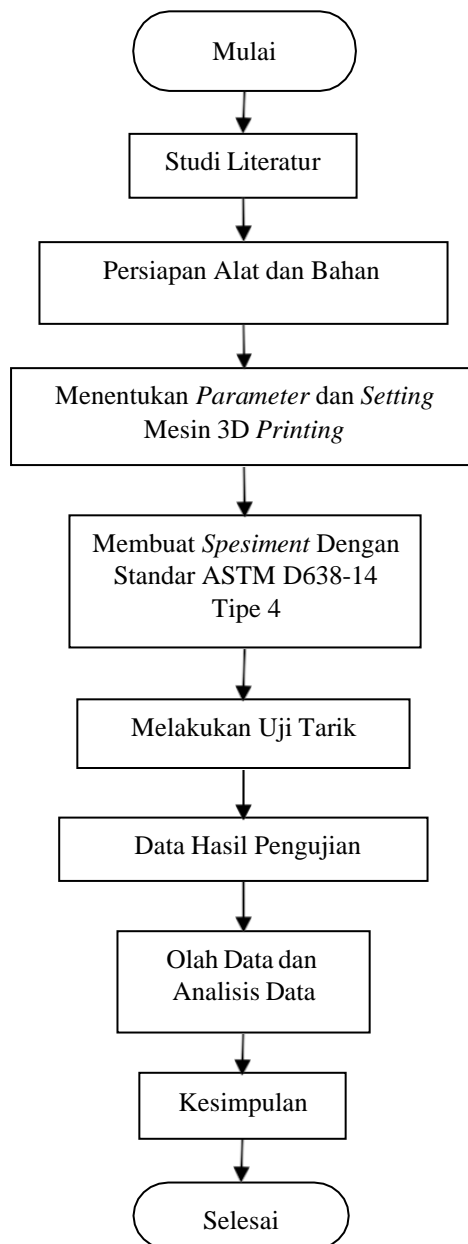 Mulai
Studi Literatur
Persiapan Alat dan Bahan
Menentukan Parameter dan Setting
Mesin 3D Printing
Membuat Spesiment Dengan
Standar ASTM D638-14
Tipe 4
Melakukan Uji Tarik
Data Hasil Pengujian
Olah Data dan
Analisis Data
Kesimpulan
Selesai